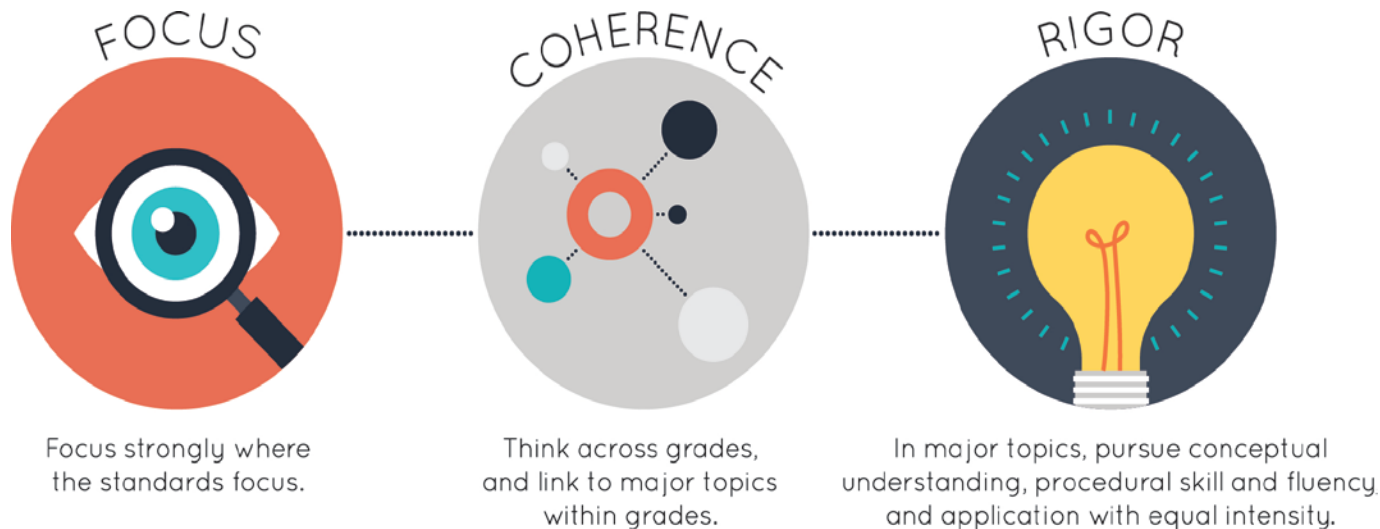 FOCUS
Focus strongly where
the standards focus.
COHERENCE
Think across grades,
and link to major topics
within grades.
RIGOR
In major topics, pursue conceptual
understanding, procedural skill and fluency,
and application with equal intensity.